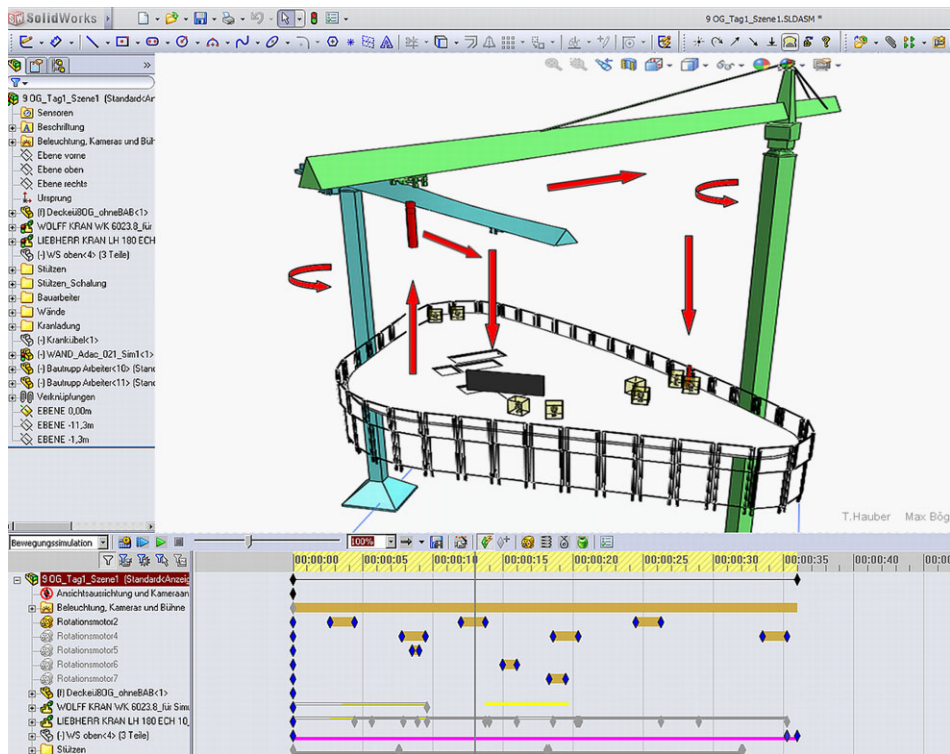 SolidWorks
9 OG_Tag1_Szene1.SLDASM *
9 OG_Tag1_Szene1 (Standard<An
Sensoren
Beschriftung
Beleuchtung, Kameras und Büh
Ebene vorne
Ebene oben
Ebene rechts
Ursprung
(f) Deckeü8OG_ohneBAB<1>
WOLFF KRAN WK 6023.8_für
LIEBHERR KRAN LH 180 ECH
(-) WS oben<4> (3 Teile)
Stützen
Stützen_Schalung
Bauarbeiter
Wände
Kranladung
(-) Krankübel<1>
(-) WAND_Adac_021_Sim1<1>
(-) Bautrupp Arbeiter<10> (Stand
(-) Bautrupp Arbeiter<11> (Stand
Verknüpfungen
EBENE 0,00m
EBENE -11,3m
EBENE -1,3m
T.Hauber Max Bög
Bewegungssimulation
100%
00:00:00 00:00:05 00:00:10 00:00:15 00:00:20 00:00:25 00:00:30 00:00:35 00:00:40 00:00:45 00:00
9 OG_Tag1_Szene1 (Standard<Anzeig
Ansichtsausrichtung und Kameraan
Beleuchtung, Kameras und Bühne
Rotationsmotor2
Rotationsmotor4
Rotationsmotor5
Rotationsmotor6
Rotationsmotor7
(f) Deckeü8OG_ohneBAB<1>
WOLFF KRAN WK 6023.8_für Simu
LIEBHERR KRAN LH 180 ECH 10_
(-) WS oben<4> (3 Teile)
Stützen